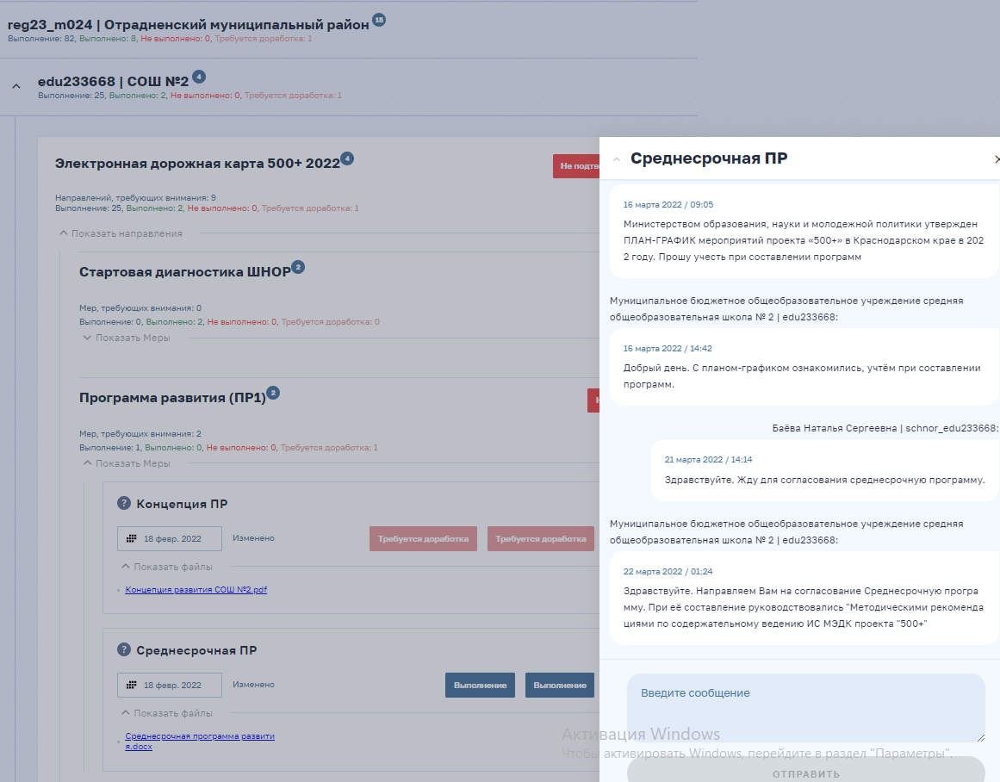 reg23_m024 | Отрадненский муниципальный район 18
Выполнение: 82, Выполнено: 8, Не выполнено: 0, Требуется доработка: 1
edu233668 | СОШ №2 4
Выполнение: 25, Выполнено: 2, Не выполнено: 0, Требуется доработка: 1
Электронная дорожная карта 500+ 2022 4
Не подтв
Направлений, требующих внимания: 9
Выполнение: 25, Выполнено: 2, Не выполнено: 0, Требуется доработка: 1
Показать направления
Стартовая диагностика ШНОР 2
Мер, требующих внимания: 0
Выполнение: 0, Выполнено: 2, Не выполнено: 0, Требуется доработка: 0
Показать Меры
Программа развития (ПР1) 2
Н
Мер, требующих внимания: 2
Выполнение: 1, Выполнено: 0, Не выполнено: 0, Требуется доработка: 1
Показать Меры
? Концепция ПР
18 февр. 2022 Изменено Требуется доработка Требуется доработка
Показать файлы
Концепция развития СОШ №2.pdf
? Среднесрочная ПР
18 февр. 2022 Изменено Выполнение Выполнение
Показать файлы
Среднесрочная программа развити
я.docx
Среднесрочная ПР
16 марта 2022 / 09:05
Министерством образования, науки и молодежной политики утвержден
ПЛАН-ГРАФИК мероприятий проекта «500+» в Краснодарском крае в 202
2 году. Прошу учесть при составлении программ
Муниципальное бюджетное общеобразовательное учреждение средняя
общеобразовательная школа № 2 | edu233668:
16 марта 2022 / 14:42
Добрый день. С планом-графиком ознакомились, учтём при составлении
программ.
Баёва Наталья Сергеевна | schnor_edu233668:
21 марта 2022 / 14:14
Здравствуйте. Жду для согласования среднесрочную программу.
Муниципальное бюджетное общеобразовательное учреждение средняя
общеобразовательная школа № 2 | edu233668:
22 марта 2022 / 01:24
Здравствуйте. Направляем Вам на согласование Среднесрочную програ
мму. При её составление руководствовались "Методическими рекоменда
циями по содержательному ведению ИС МЭДК проекта "500+"
Введите сообщение
Активация Windows
Чтобы активировать Windows, перейдите в раздел "Параметры".
ОТПРАВИТЬ